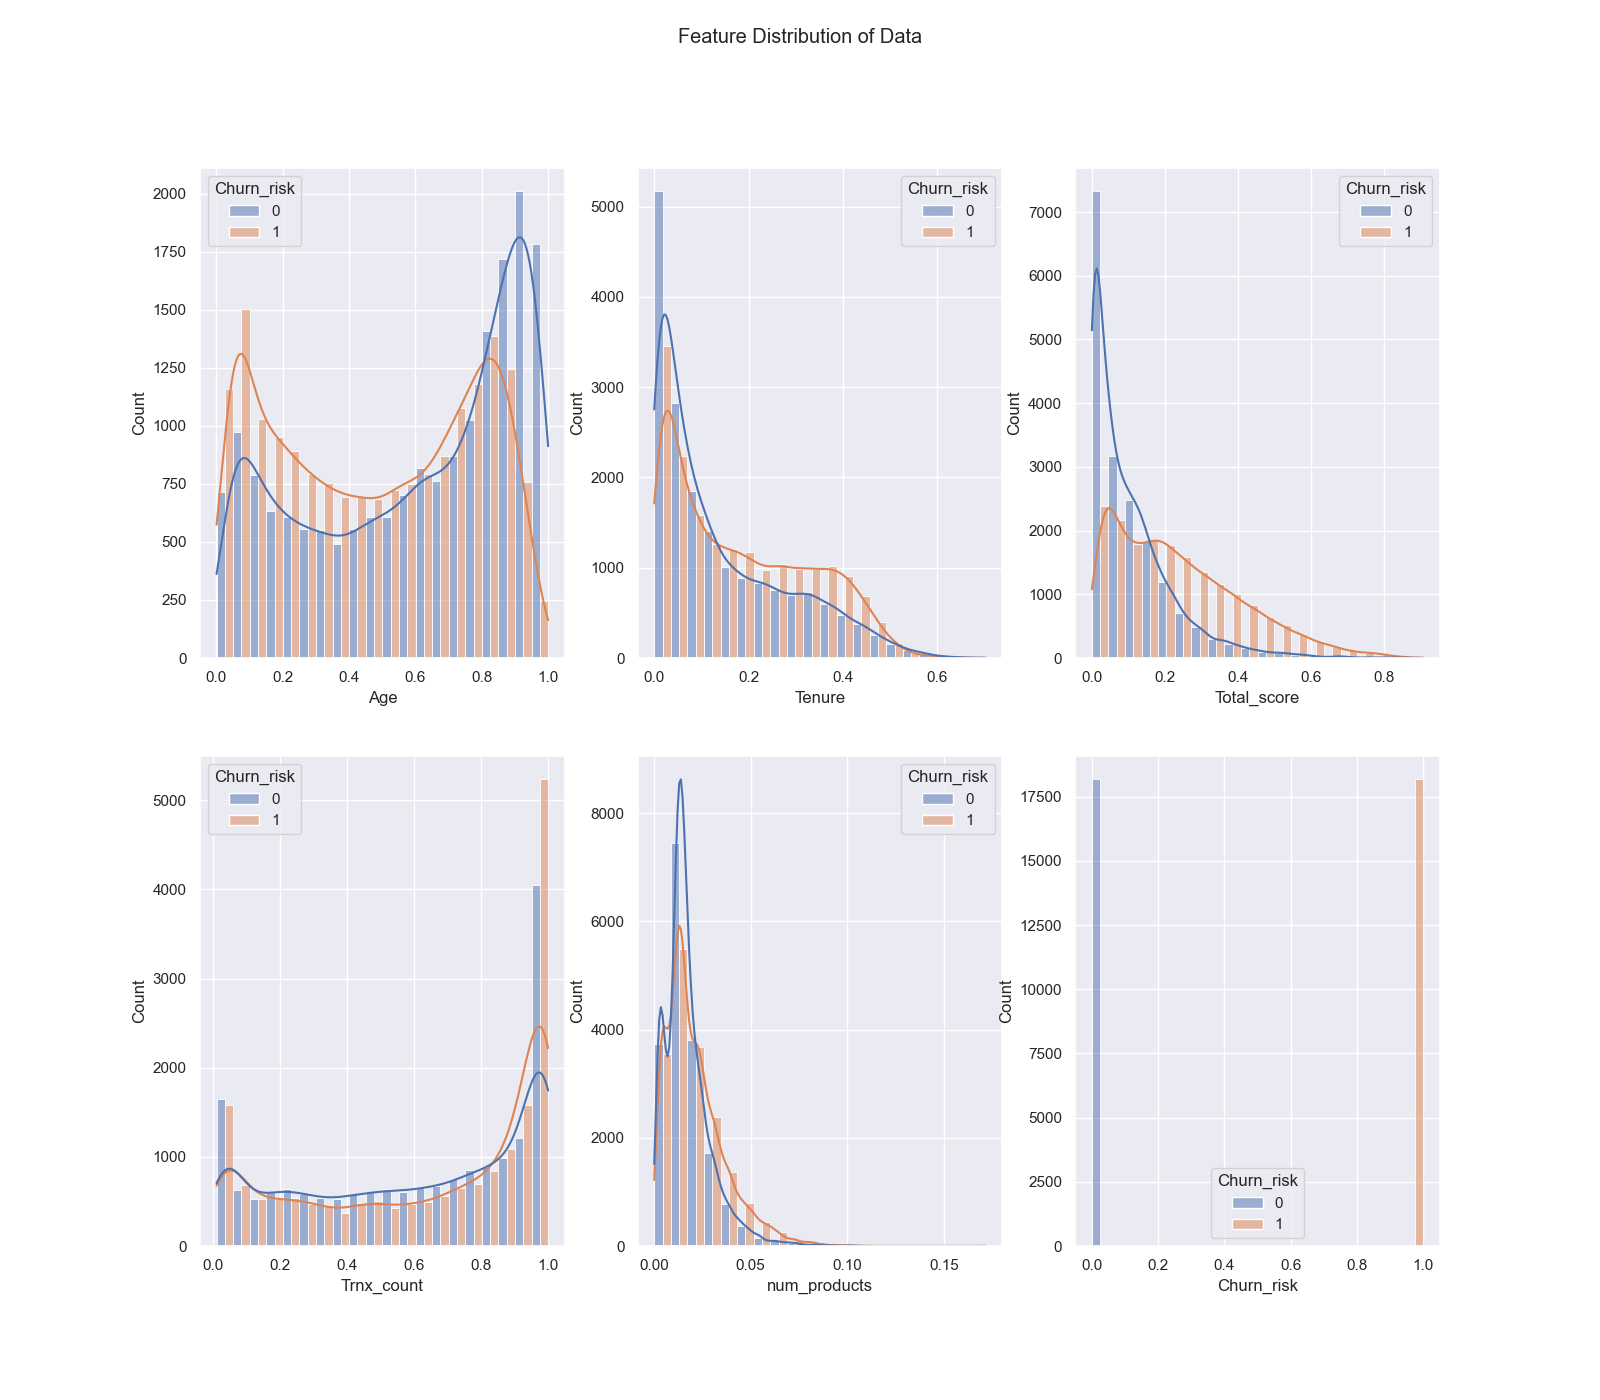 Feature Distribution of Data
Churn_risk
0
1
2000
1750
1500
1250
1000
750
500
250
0
Count
0.0 0.2 0.4 0.6 0.8 1.0
Age
Churn_risk
0
1
5000
4000
3000
2000
1000
0
Count
0.0 0.2 0.4 0.6
Tenure
Churn_risk
0
1
7000
6000
5000
4000
3000
2000
1000
0
Count
0.0 0.2 0.4 0.6 0.8
Total_score
Churn_risk
0
1
5000
4000
3000
2000
1000
0
Count
0.0 0.2 0.4 0.6 0.8 1.0
Trnx_count
Churn_risk
0
1
8000
6000
4000
2000
0
Count
0.00 0.05 0.10 0.15
num_products
17500
15000
12500
10000
7500
5000
2500
0
Count
Churn_risk
0
1
0.0 0.2 0.4 0.6 0.8 1.0
Churn_risk